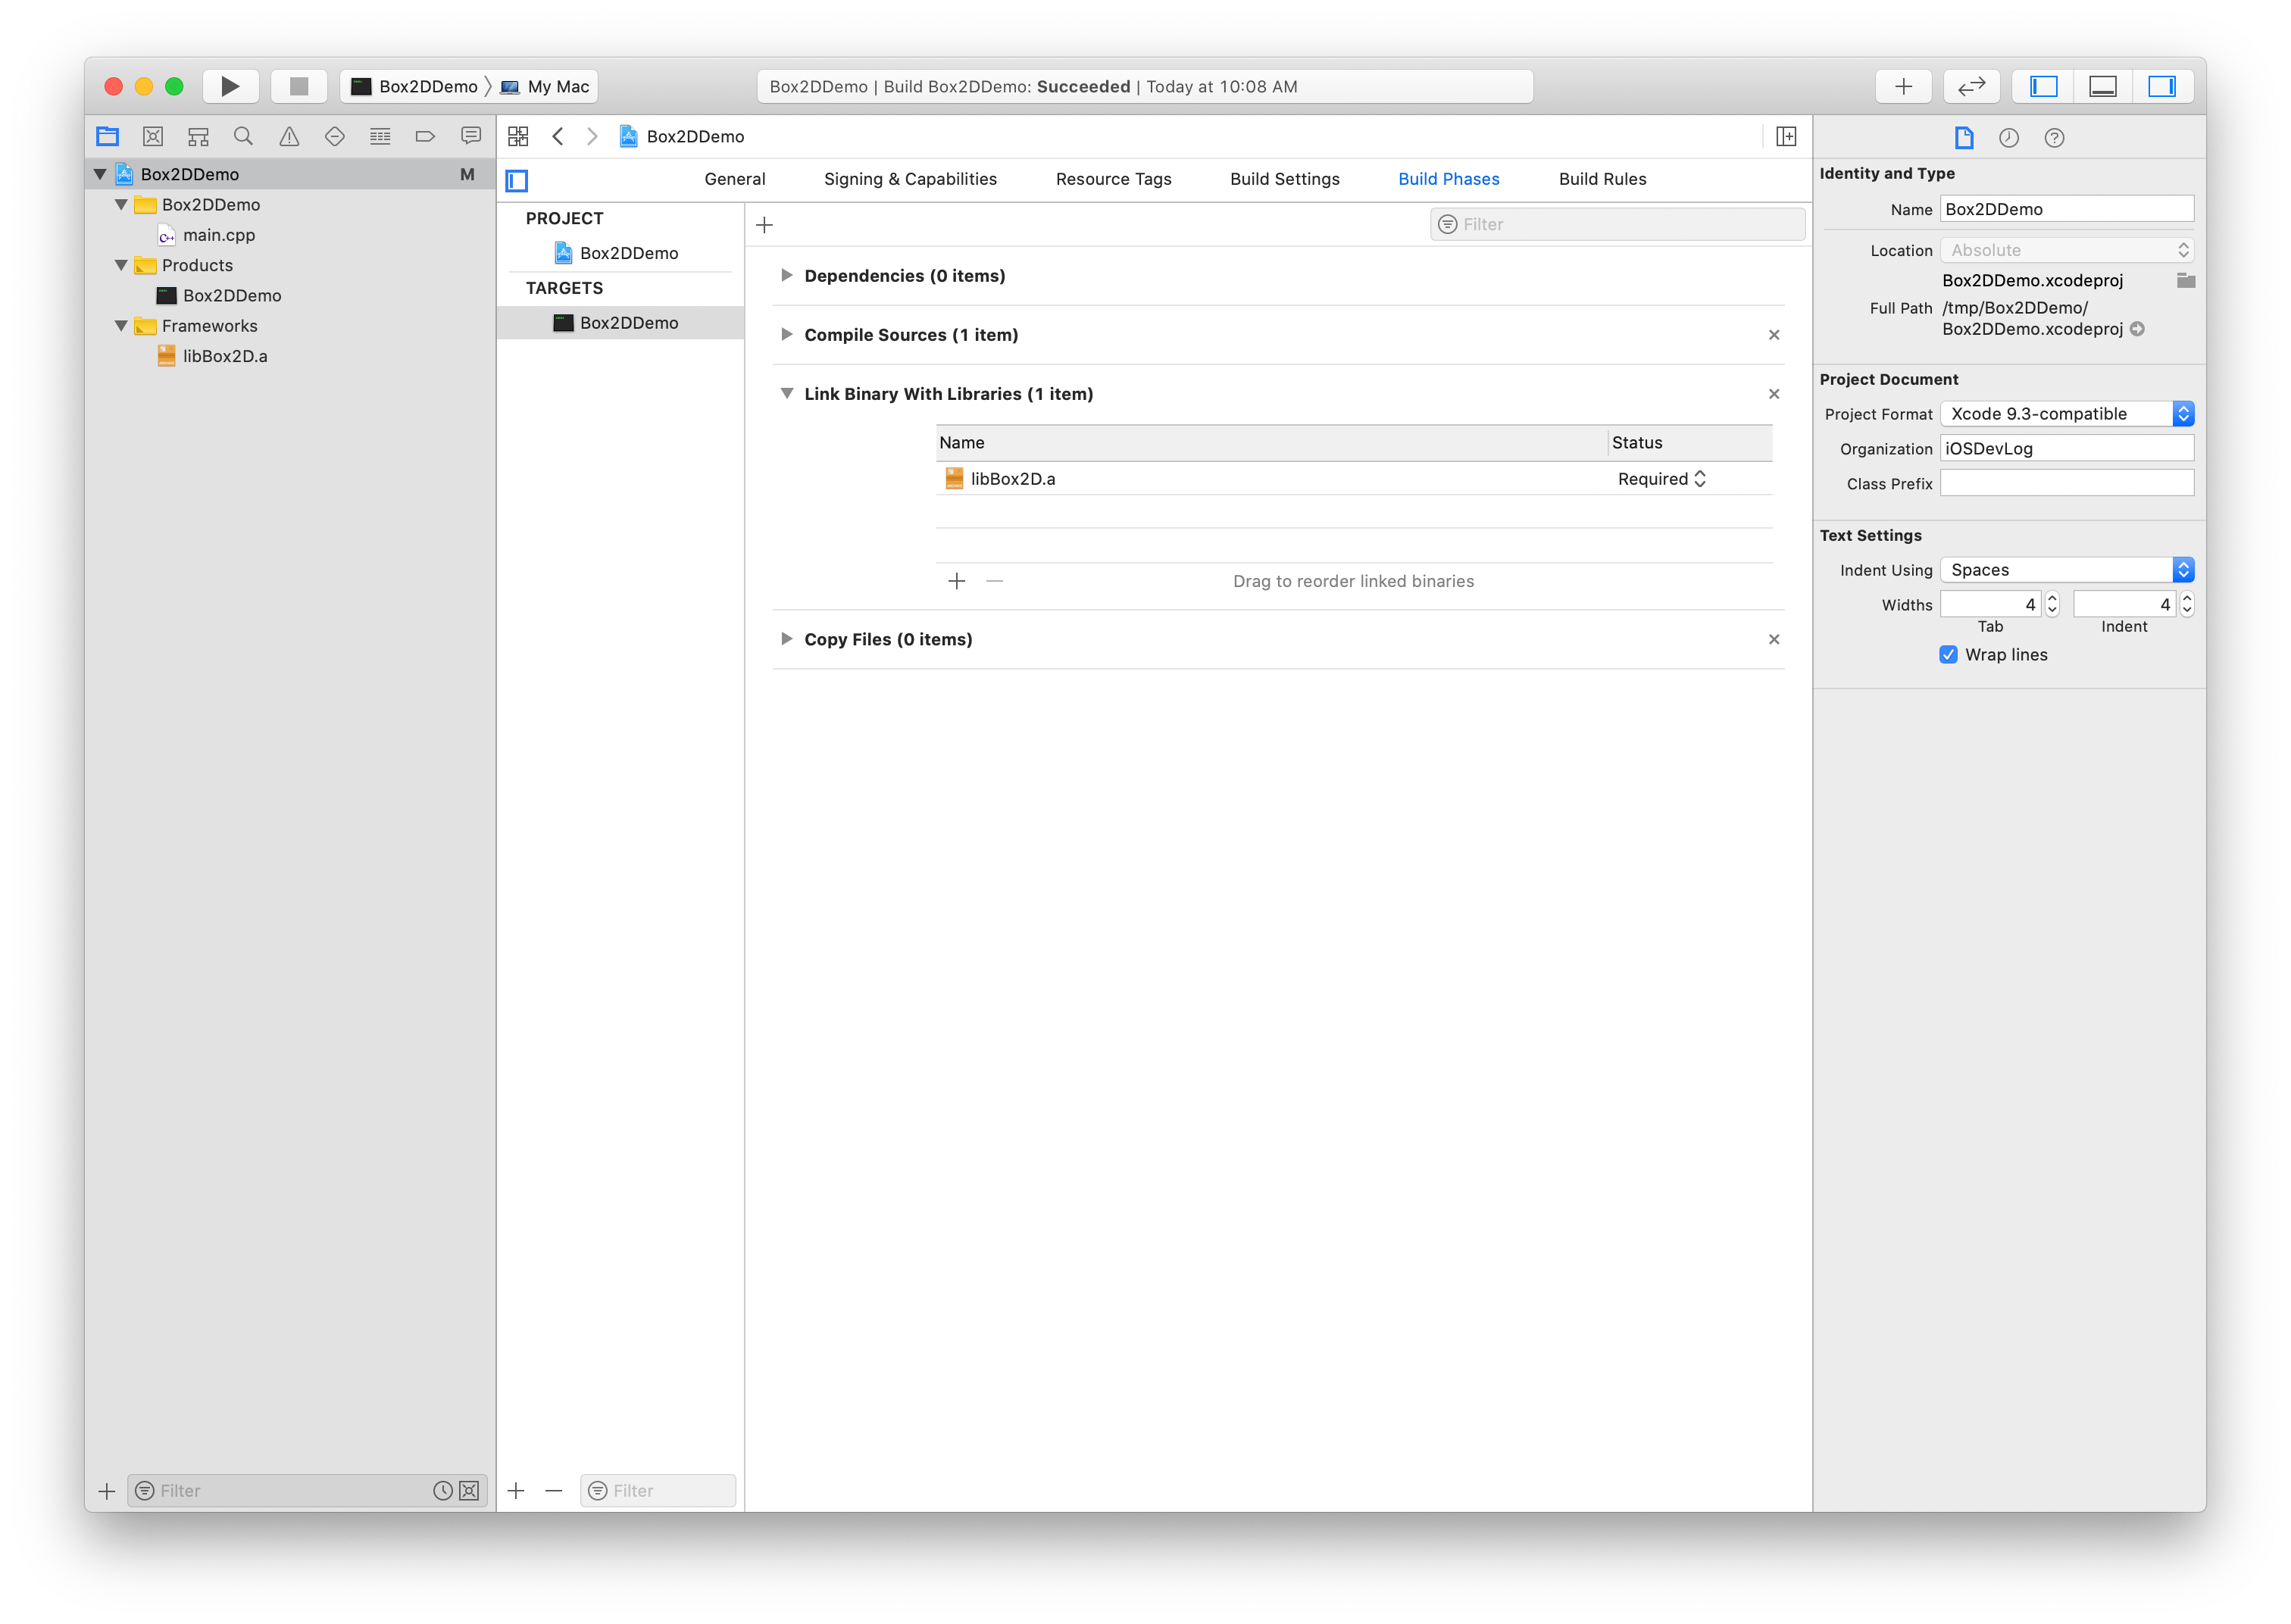 Box2DDemo
My Mac
Box2DDemo | Build Box2DDemo: Succeeded | Today at 10:08 AM
Box2DDemo M
Box2DDemo
main.cpp
Products
Box2DDemo
Frameworks
libBox2D.a
Filter
Box2DDemo
General Signing & Capabilities Resource Tags Build Settings Build Phases Build Rules
PROJECT
Box2DDemo
TARGETS
Box2DDemo
Filter
Filter
Dependencies (0 items)
Compile Sources (1 item)
Link Binary With Libraries (1 item)
Name Status
libBox2D.a Required
Drag to reorder linked binaries
Copy Files (0 items)
Identity and Type
Name Box2DDemo
Location Absolute
Box2DDemo.xcodeproj
Full Path /tmp/Box2DDemo/
Box2DDemo.xcodeproj
Project Document
Project Format Xcode 9.3-compatible
Organization iOSDevLog
Class Prefix
Text Settings
Indent Using Spaces
Widths 4 4
Tab Indent
Wrap lines